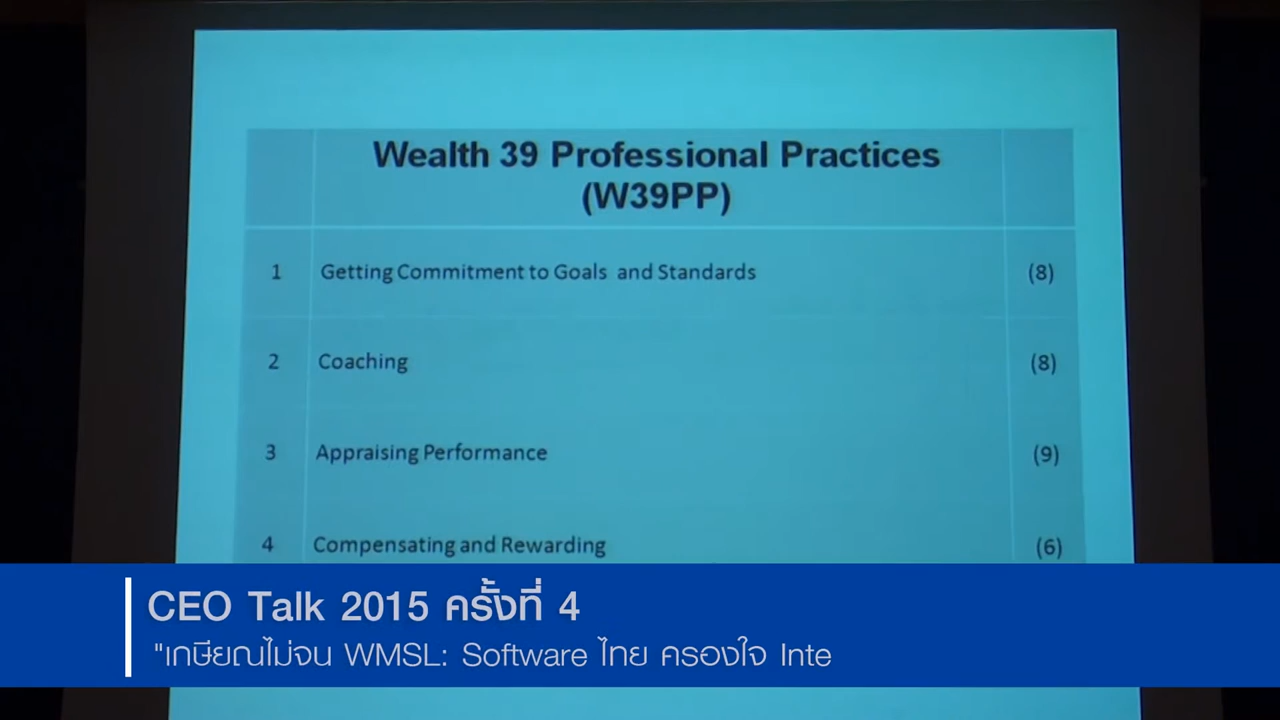 Wealth 39 Professional Practices
(W39PP)
1 Getting Commitment to Goals and Standards (8)
2 Coaching (8)
3 Appraising Performance (9)
4 Compensating and Rewarding (6)
CEO Talk 2015 ครั้งที่ 4
"เกษียณไม่จน WMSL: Software ไทย ครองใจ Inte